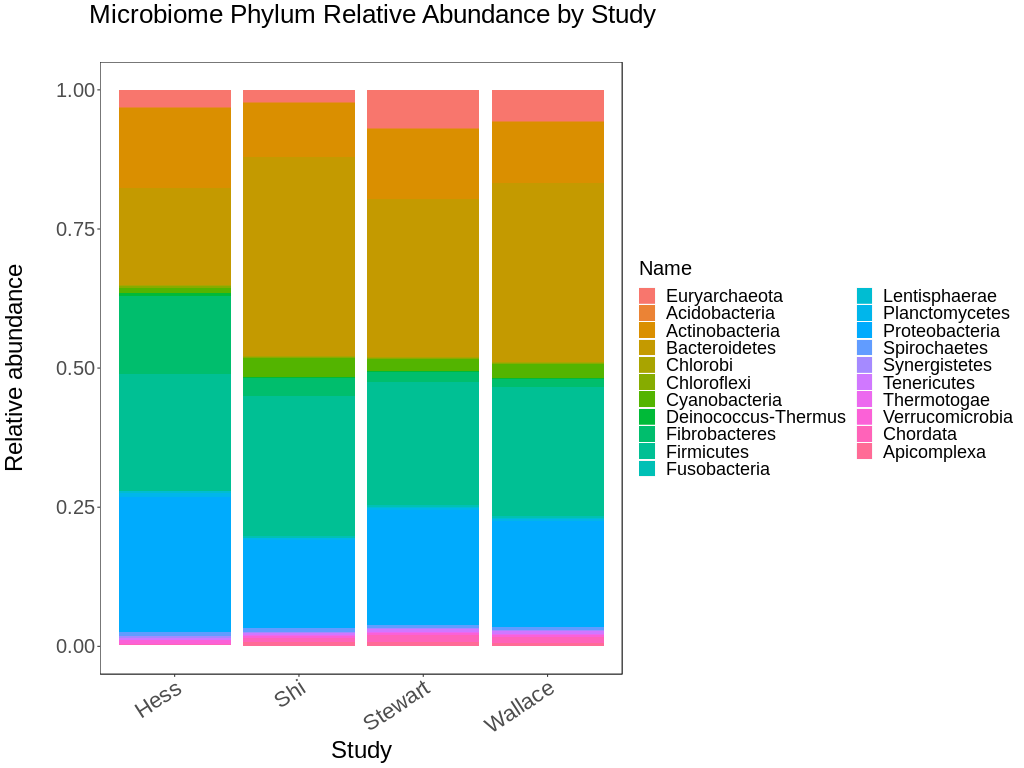 Microbiome Phylum Relative Abundance by Study
1.00
0.75
0.50
0.25
0.00
Relative abundance
Hess
Shi
Stewart
Wallace
Study
Name
Euryarchaeota
Acidobacteria
Actinobacteria
Bacteroidetes
Chlorobi
Chloroflexi
Cyanobacteria
Deinococcus-Thermus
Fibrobacteres
Firmicutes
Fusobacteria
Lentisphaerae
Planctomycetes
Proteobacteria
Spirochaetes
Synergistetes
Tenericutes
Thermotogae
Verrucomicrobia
Chordata
Apicomplexa